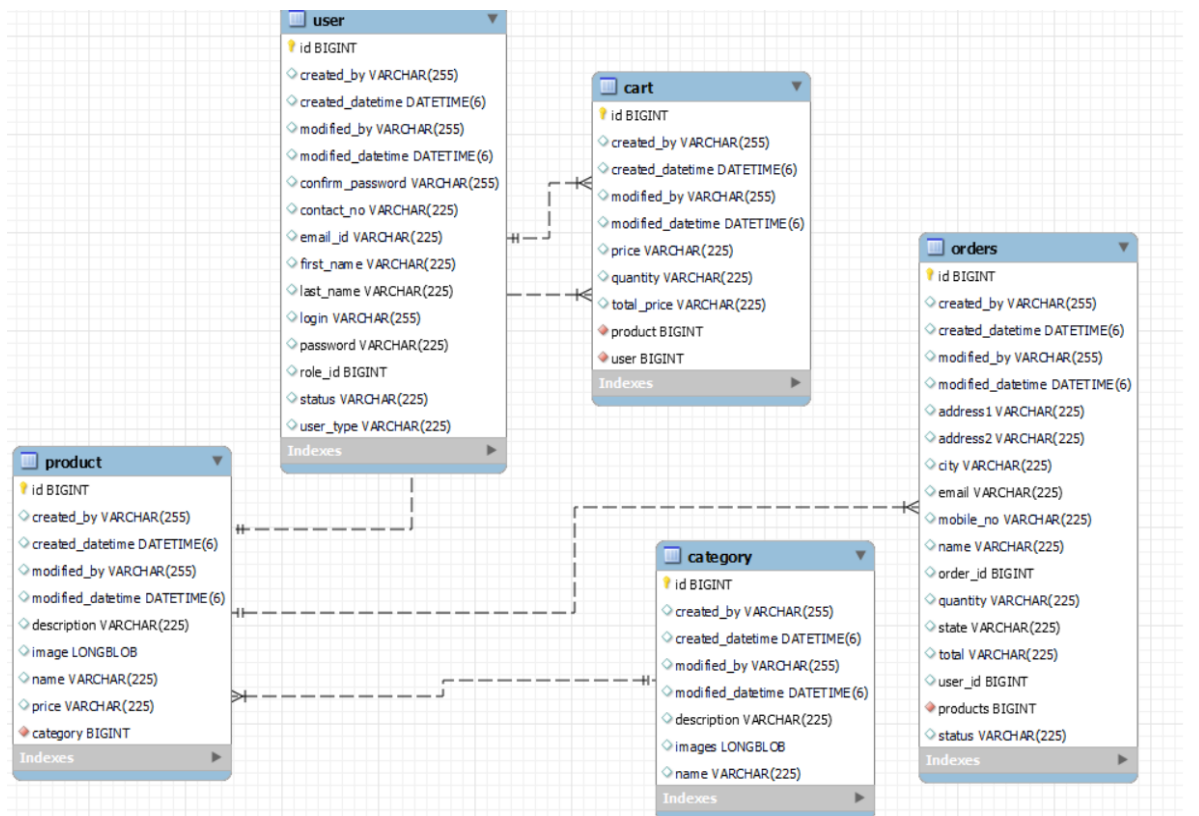 user
id BIGINT
created_by VARCHAR(255)
created_datetime DATETIME(6)
modified_by VARCHAR(255)
modified_datetime DATETIME(6)
confirm_password VARCHAR(255)
contact_no VARCHAR(225)
email_id VARCHAR(225)
first_name VARCHAR(225)
last_name VARCHAR(225)
login VARCHAR(255)
password VARCHAR(225)
role_id BIGINT
status VARCHAR(225)
user_type VARCHAR(225)
Indexes
cart
id BIGINT
created_by VARCHAR(255)
created_datetime DATETIME(6)
modified_by VARCHAR(255)
modified_datetime DATETIME(6)
price VARCHAR(225)
quantity VARCHAR(225)
total_price VARCHAR(225)
product BIGINT
user BIGINT
Indexes
orders
id BIGINT
created_by VARCHAR(255)
created_datetime DATETIME(6)
modified_by VARCHAR(255)
modified_datetime DATETIME(6)
address1 VARCHAR(225)
address2 VARCHAR(225)
city VARCHAR(225)
email VARCHAR(225)
mobile_no VARCHAR(225)
name VARCHAR(225)
order_id BIGINT
quantity VARCHAR(225)
state VARCHAR(225)
total VARCHAR(225)
user_id BIGINT
products BIGINT
status VARCHAR(225)
Indexes
product
id BIGINT
created_by VARCHAR(255)
created_datetime DATETIME(6)
modified_by VARCHAR(255)
modified_datetime DATETIME(6)
description VARCHAR(225)
image LONGBLOB
name VARCHAR(225)
price VARCHAR(225)
category BIGINT
Indexes
category
id BIGINT
created_by VARCHAR(255)
created_datetime DATETIME(6)
modified_by VARCHAR(255)
modified_datetime DATETIME(6)
description VARCHAR(225)
images LONGBLOB
name VARCHAR(225)
Indexes